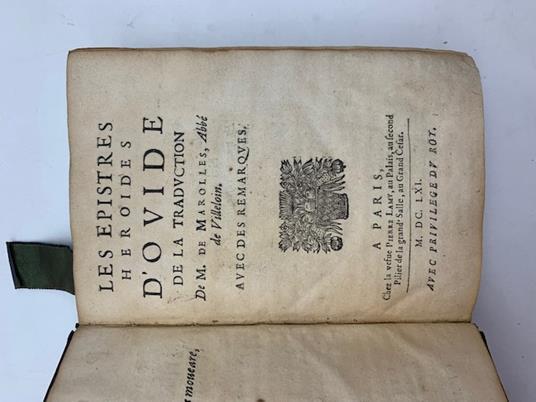 LES EPISTRES
HEROIDES
D'OVIDE
DE LA TRADVCTION
De M. DE MAROLLES, Abbé
de Villeloin.
AVEC DES REMARQVES.
A PARIS,
Chez la vefue PIERRE LAMY, au Palais, au second
Pilier de la grand' Salle, au Grand Cesar.
M. DC. LXI.
AVEC PRIVILEGE DV ROY.
moueare,